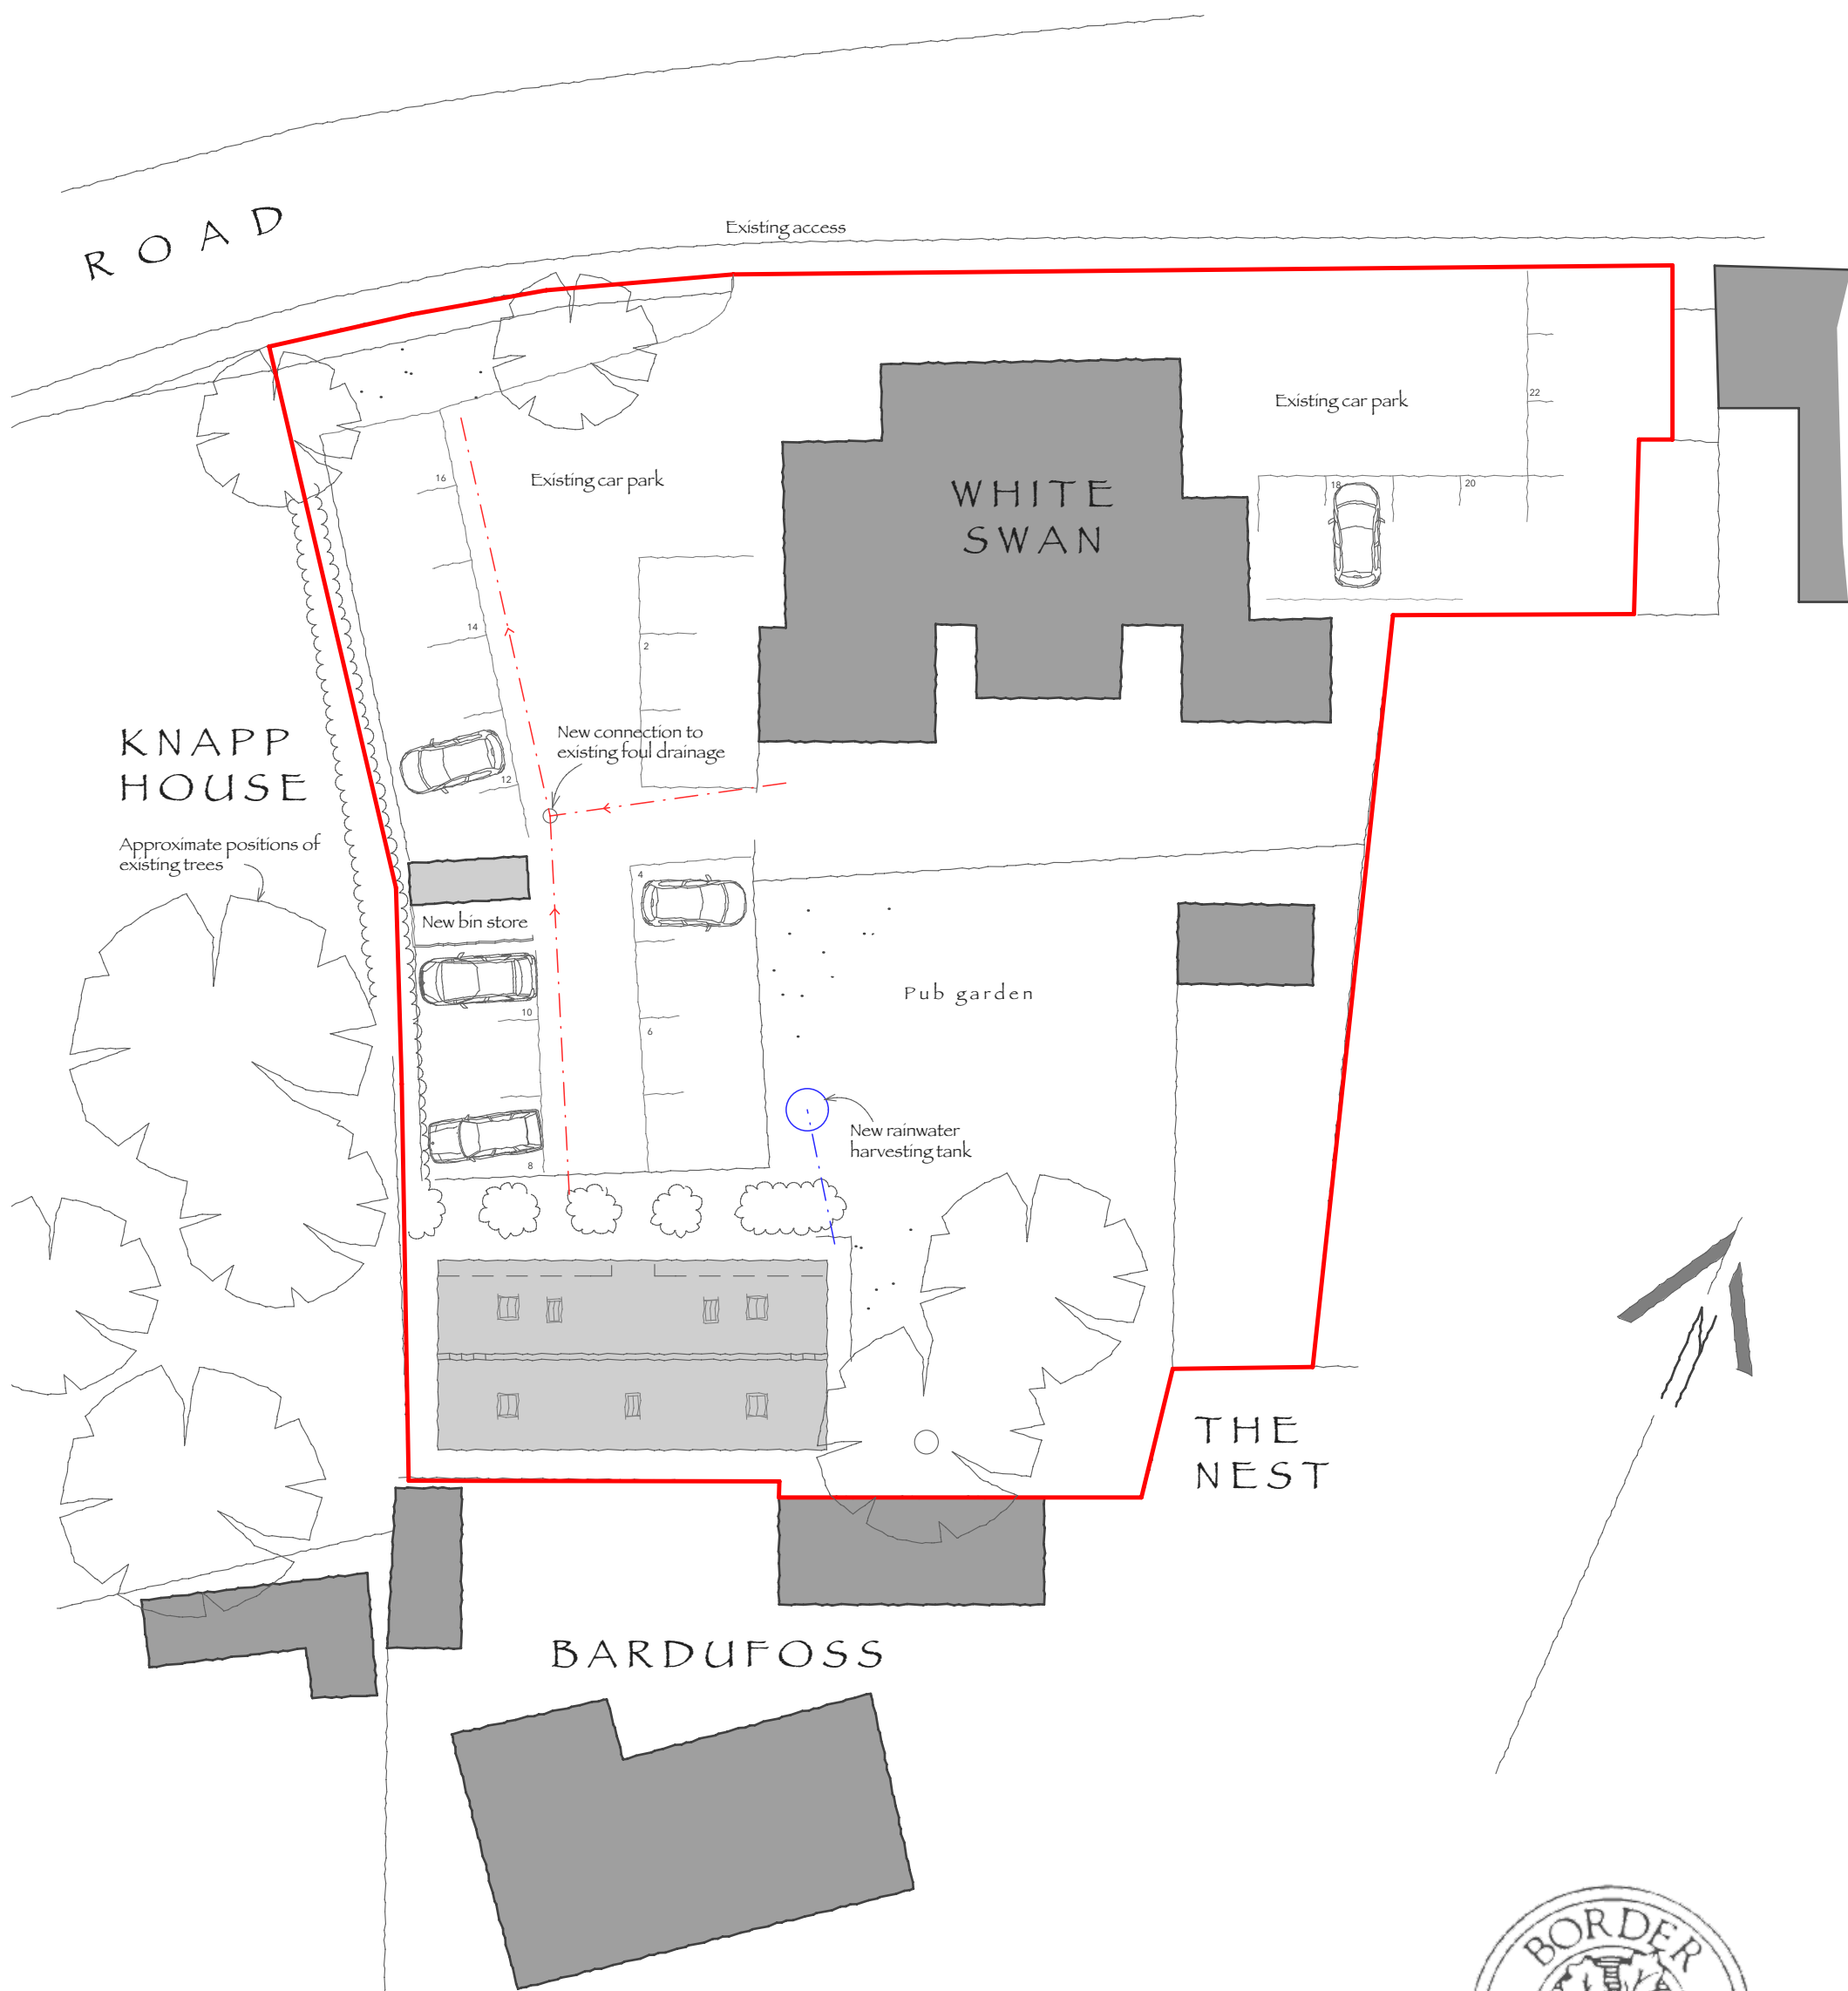 ROAD
Existing access
Existing car park
22
16
Existing car park
WHITE
SWAN
18
20
14
2
KNAPP
HOUSE
New connection to
existing foul drainage
12
Approximate positions of
existing trees
4
New bin store
Pub garden
10
6
New rainwater
harvesting tank
8
THE
NEST
BARDUFOSS
BORDER